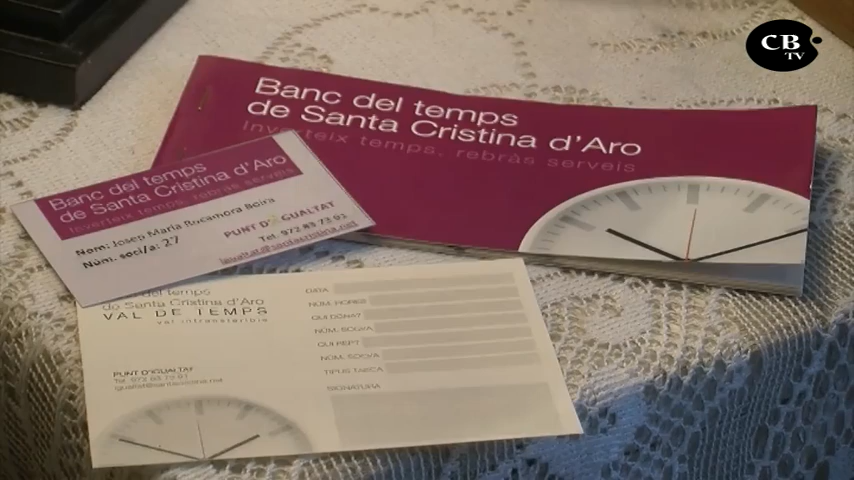 CB
TV
Banc del temps
de Santa Cristina d'Aro
Inverteix temps, rebràs serveis
Banc del temps
de Santa Cristina d'Aro
Inverteix temps, rebràs serveis
Nom: Josep Maria Rocamora Boira
Núm. soci/a: 27
PUNT D'IGUALTAT
Tel. 972 83 73 01
del temps
de Santa Cristina d'Aro
VAL DE TEMPS
val intransferible
PUNT D'IGUALTAT
DATA
NÚM. HORES
QUI DONA?
NÚM. SOCI/A
QUI REP?
NÚM. SOCI/A
TIPUS TASCA
SIGNATURA